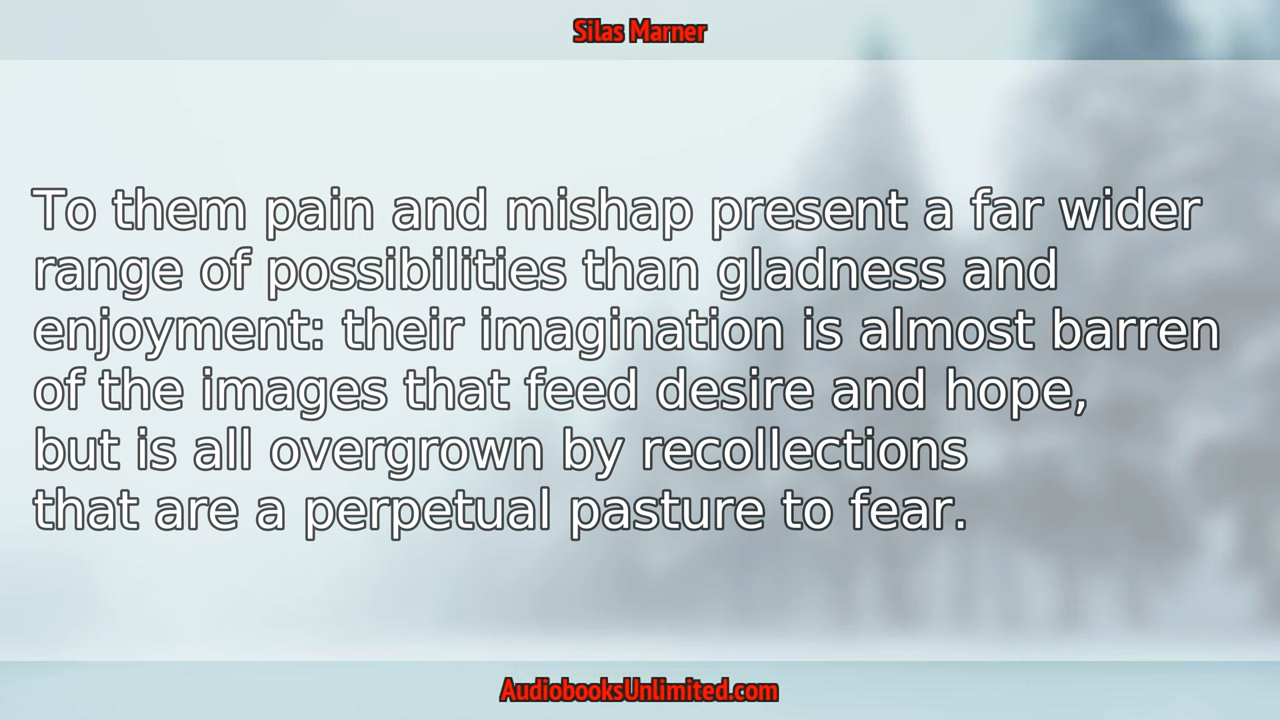 Silas Marner
To them pain and mishap present a far wider
range of possibilities than gladness and
enjoyment: their imagination is almost barren
of the images that feed desire and hope,
but is all overgrown by recollections
that are a perpetual pasture to fear.
AudiobooksUnlimited.com